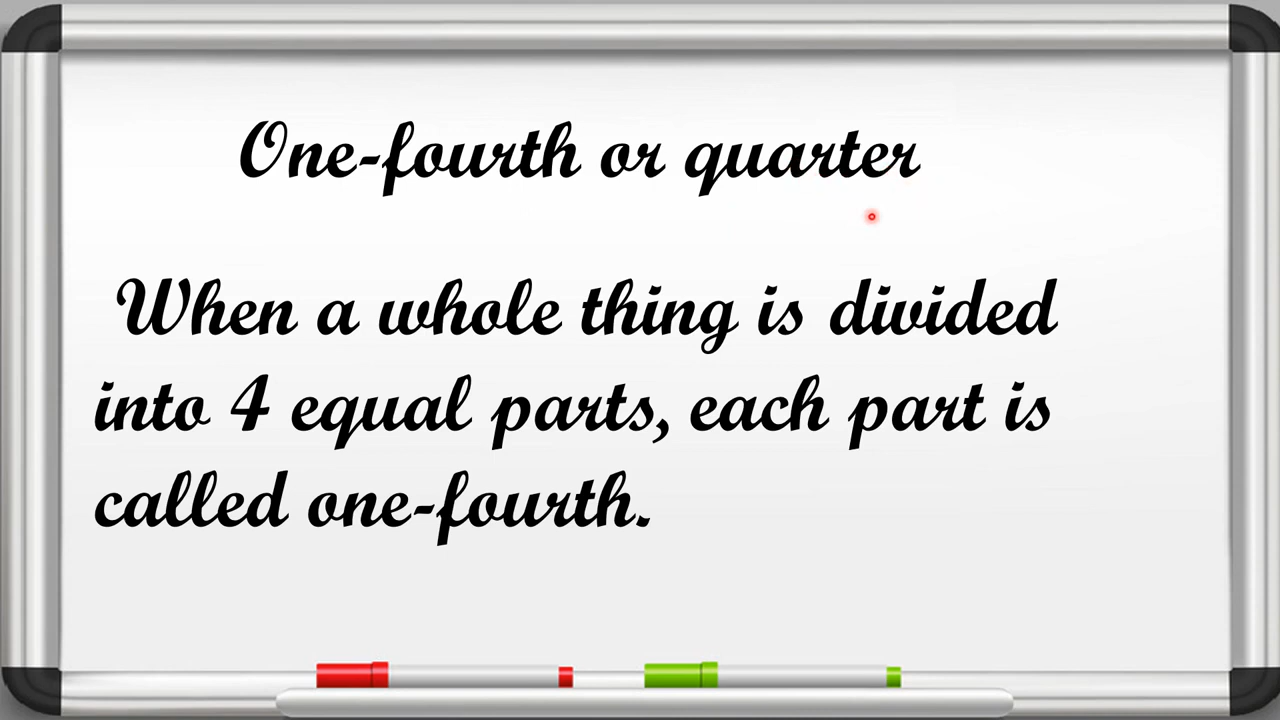 One-fourth or quarter
When a whole thing is divided
into 4 equal parts, each part is
called one-fourth.